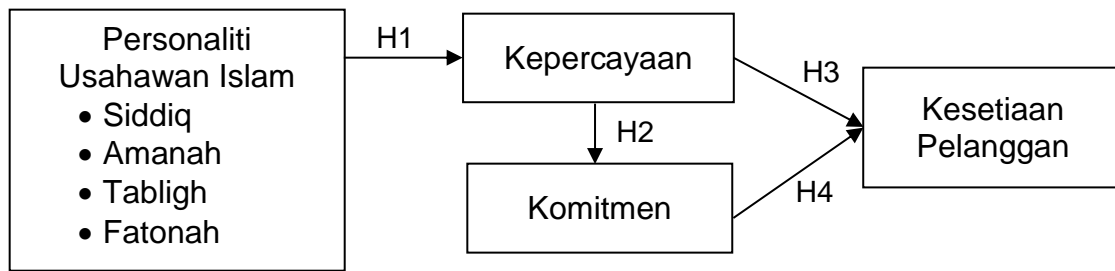 Personaliti
Usahawan Islam
• Siddiq
• Amanah
• Tabligh
• Fatonah
H1
Kepercayaan
H2
Komitmen
H3
H4
Kesetiaan
Pelanggan